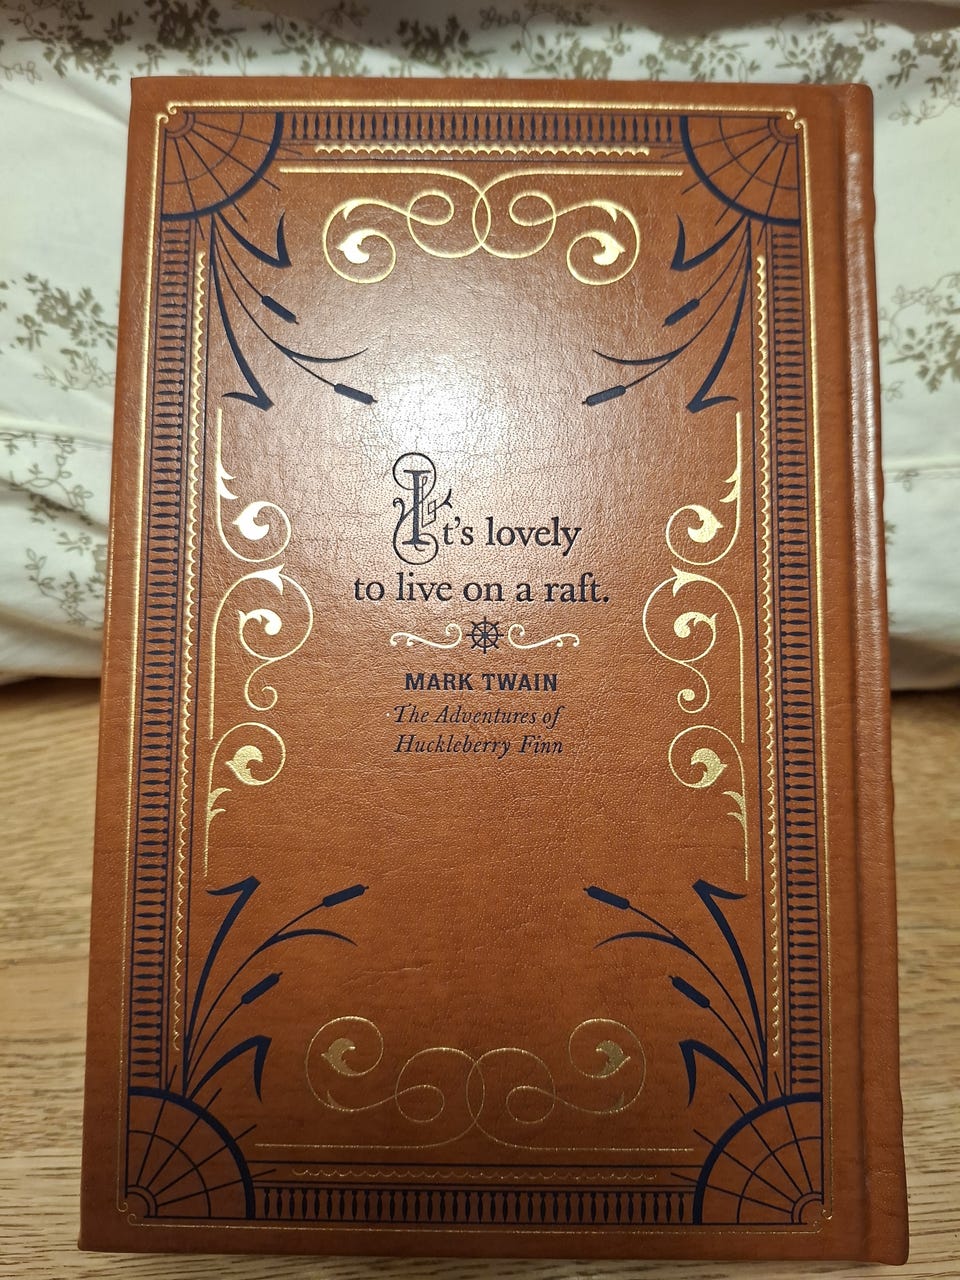 It's lovely
to live on a raft.
MARK TWAIN
The Adventures of
Huckleberry Finn